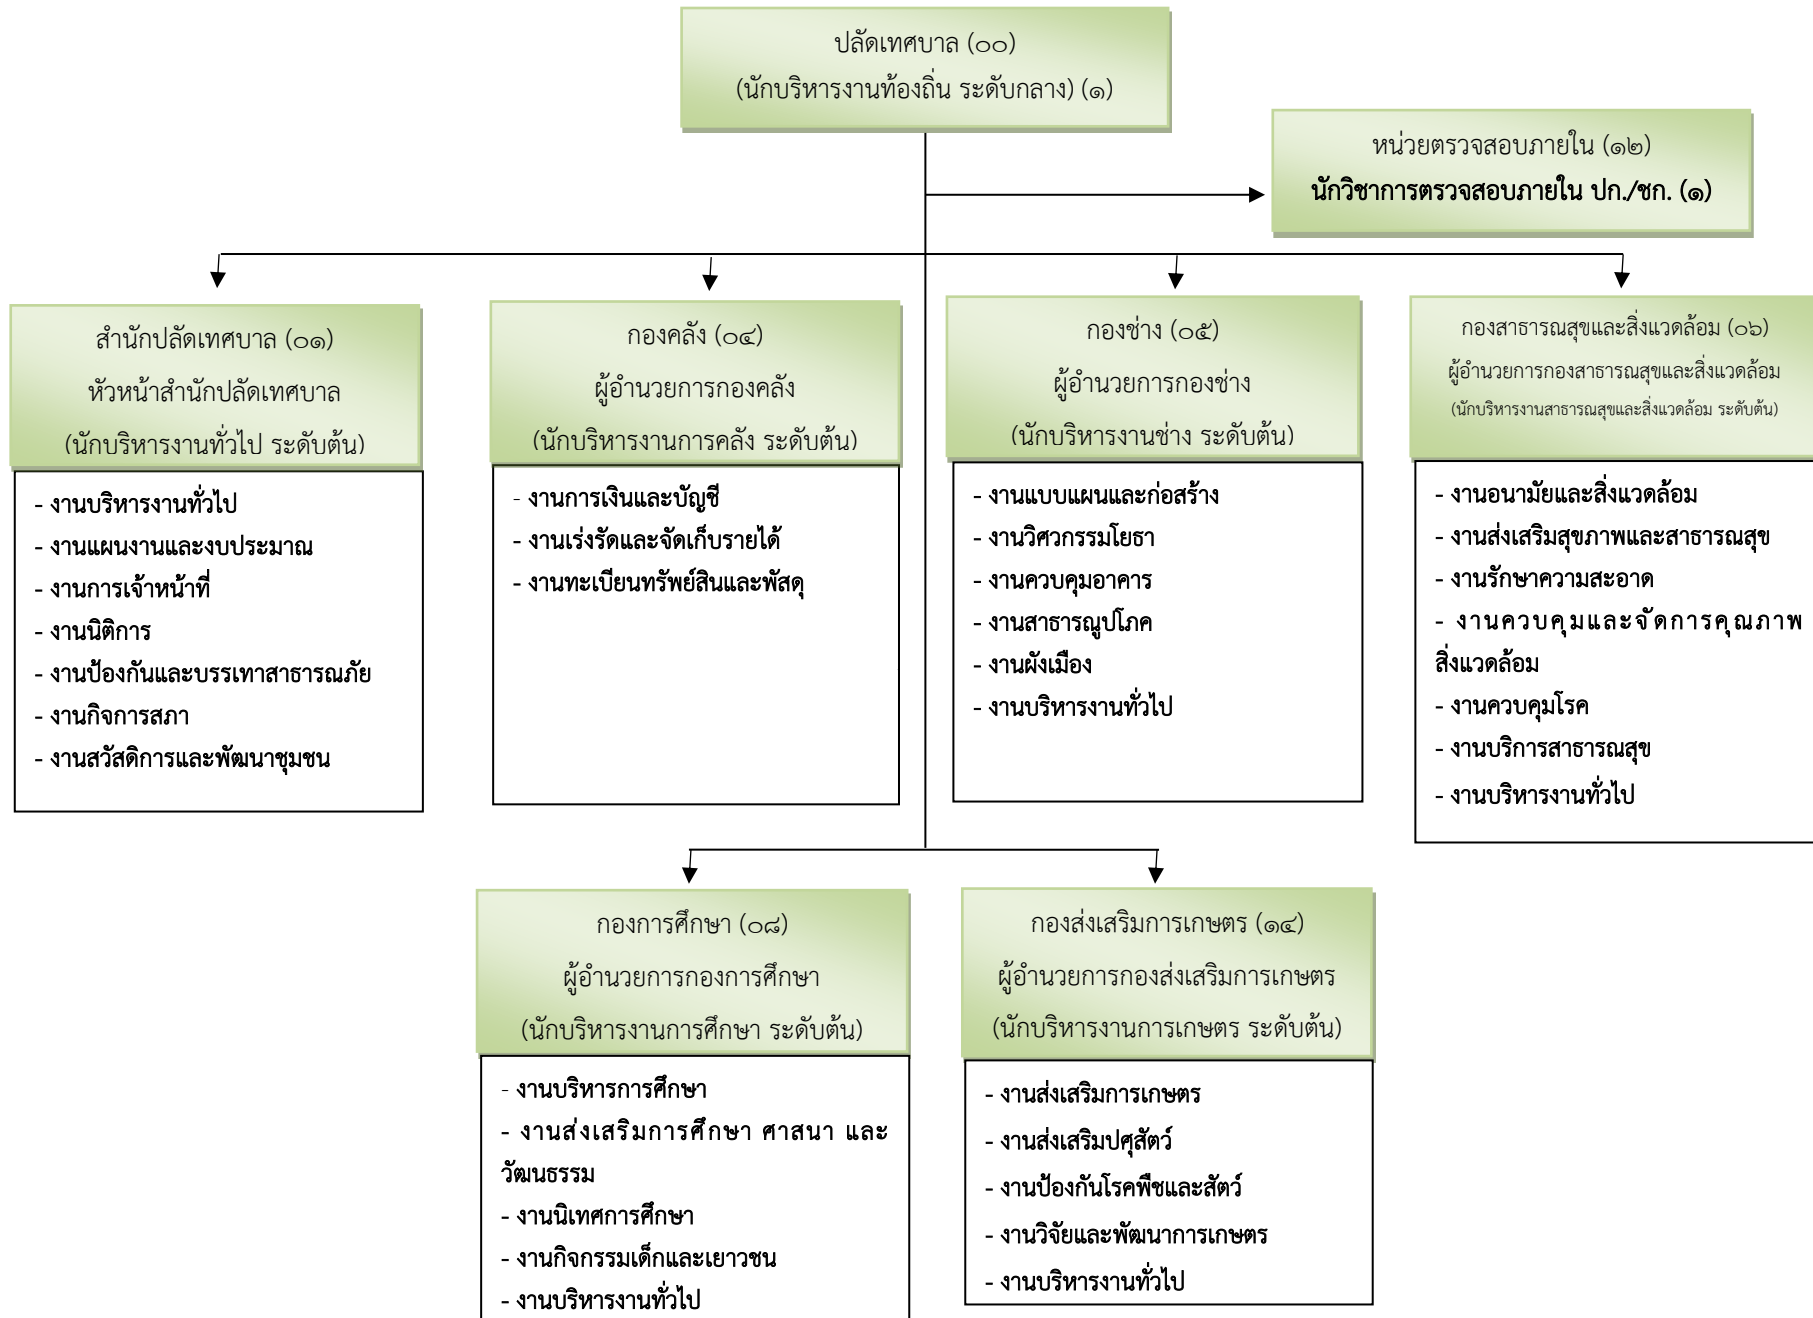 ปลัดเทศบาล (๐๐)
(นักบริหารงานท้องถิ่น ระดับกลาง) (๑)
หน่วยตรวจสอบภายใน (๑๒)
นักวิชาการตรวจสอบภายใน ปก./ชก. (๑)
สำนักปลัดเทศบาล (๐๑)
หัวหน้าสำนักปลัดเทศบาล
(นักบริหารงานทั่วไป ระดับต้น)
- งานบริหารงานทั่วไป
- งานแผนงานและงบประมาณ
- งานการเจ้าหน้าที่
- งานนิติการ
- งานป้องกันและบรรเทาสาธารณภัย
- งานกิจการสภา
- งานสวัสดิการและพัฒนาชุมชน
กองคลัง (๐๔)
ผู้อำนวยการกองคลัง
(นักบริหารงานการคลัง ระดับต้น)
- งานการเงินและบัญชี
- งานเร่งรัดและจัดเก็บรายได้
- งานทะเบียนทรัพย์สินและพัสดุ
กองช่าง (๐๕)
ผู้อำนวยการกองช่าง
(นักบริหารงานช่าง ระดับต้น)
- งานแบบแผนและก่อสร้าง
- งานวิศวกรรมโยธา
- งานควบคุมอาคาร
- งานสาธารณูปโภค
- งานผังเมือง
- งานบริหารงานทั่วไป
กองสาธารณสุขและสิ่งแวดล้อม (๐๖)
ผู้อำนวยการกองสาธารณสุขและสิ่งแวดล้อม
(นักบริหารงานสาธารณสุขและสิ่งแวดล้อม ระดับต้น)
- งานอนามัยและสิ่งแวดล้อม
- งานส่งเสริมสุขภาพและสาธารณสุข
- งานรักษาความสะอาด
- งานควบคุมและจัดการคุณภาพ
สิ่งแวดล้อม
- งานควบคุมโรค
- งานบริการสาธารณสุข
- งานบริหารงานทั่วไป
กองการศึกษา (๐๘)
ผู้อำนวยการกองการศึกษา
(นักบริหารงานการศึกษา ระดับต้น)
- งานบริหารการศึกษา
- งานส่งเสริมการศึกษา ศาสนา และ
วัฒนธรรม
- งานนิเทศการศึกษา
- งานกิจกรรมเด็กและเยาวชน
- งานบริหารงานทั่วไป
กองส่งเสริมการเกษตร (๑๔)
ผู้อำนวยการกองส่งเสริมการเกษตร
(นักบริหารงานการเกษตร ระดับต้น)
- งานส่งเสริมการเกษตร
- งานส่งเสริมปศุสัตว์
- งานป้องกันโรคพืชและสัตว์
- งานวิจัยและพัฒนาการเกษตร
- งานบริหารงานทั่วไป